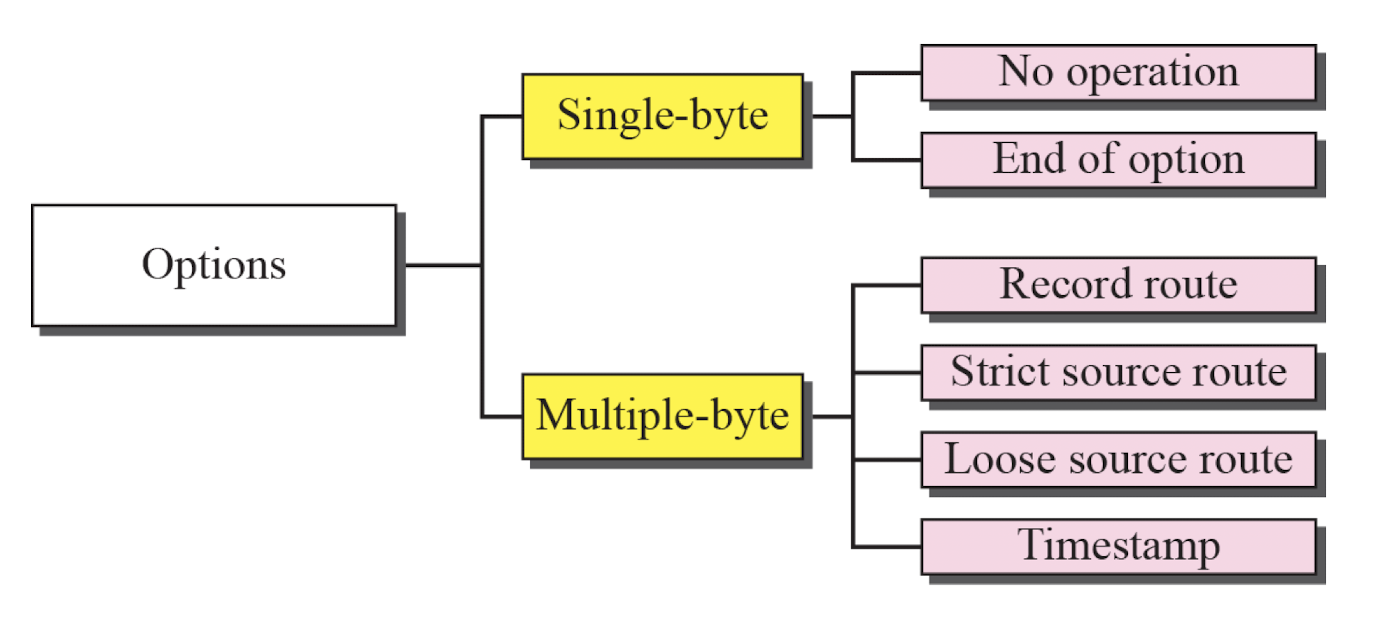 Options
Single-byte
No operation
End of option
Multiple-byte
Record route
Strict source route
Loose source route
Timestamp